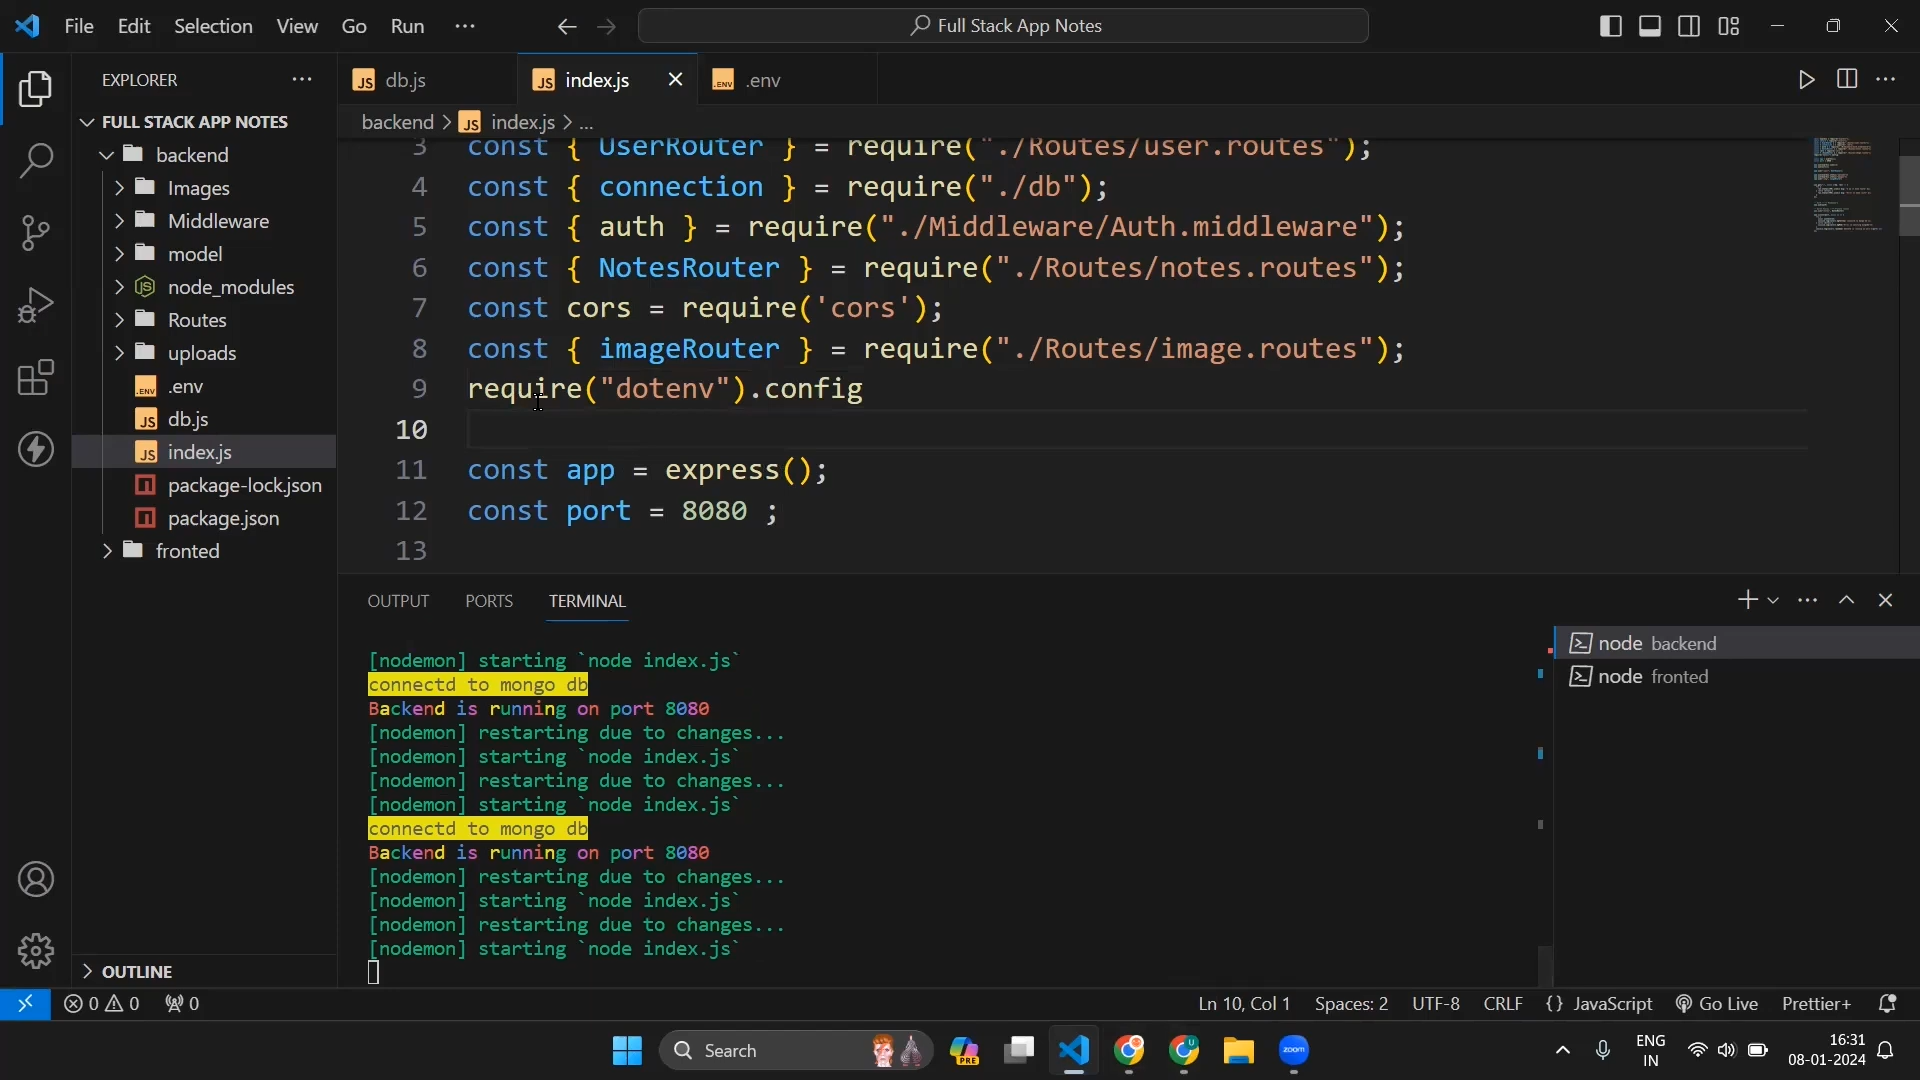 File Edit Selection View Go Run ···
Full Stack App Notes
EXPLORER
db.js
index.js
.env
FULL STACK APP NOTES
backend > index.js > ...
backend
Images
Middleware
model
node_modules
Routes
uploads
.env
db.js
index.js
package-lock.json
package.json
fronted
OUTLINE
3 const { UserRouter } = require("./Routes/user.routes");
4 const { connection } = require("./db");
5 const { auth } = require("./Middleware/Auth.middleware");
6 const { NotesRouter } = require("./Routes/notes.routes");
7 const cors = require('cors');
8 const { imageRouter } = require("./Routes/image.routes");
9 require("dotenv").config
10
11 const app = express();
12 const port = 8080 ;
13
OUTPUT PORTS TERMINAL
[nodemon] starting `node index.js`
connectd to mongo db
Backend is running on port 8080
[nodemon] restarting due to changes...
[nodemon] starting `node index.js`
[nodemon] restarting due to changes...
[nodemon] starting `node index.js`
connectd to mongo db
Backend is running on port 8080
[nodemon] restarting due to changes...
[nodemon] starting `node index.js`
[nodemon] restarting due to changes...
[nodemon] starting `node index.js`
node backend
node fronted
0 0 0
Ln 10, Col 1 Spaces: 2 UTF-8 CRLF {} JavaScript Go Live Prettier+
Search
PRE
zoom
ENG
IN
16:31
08-01-2024